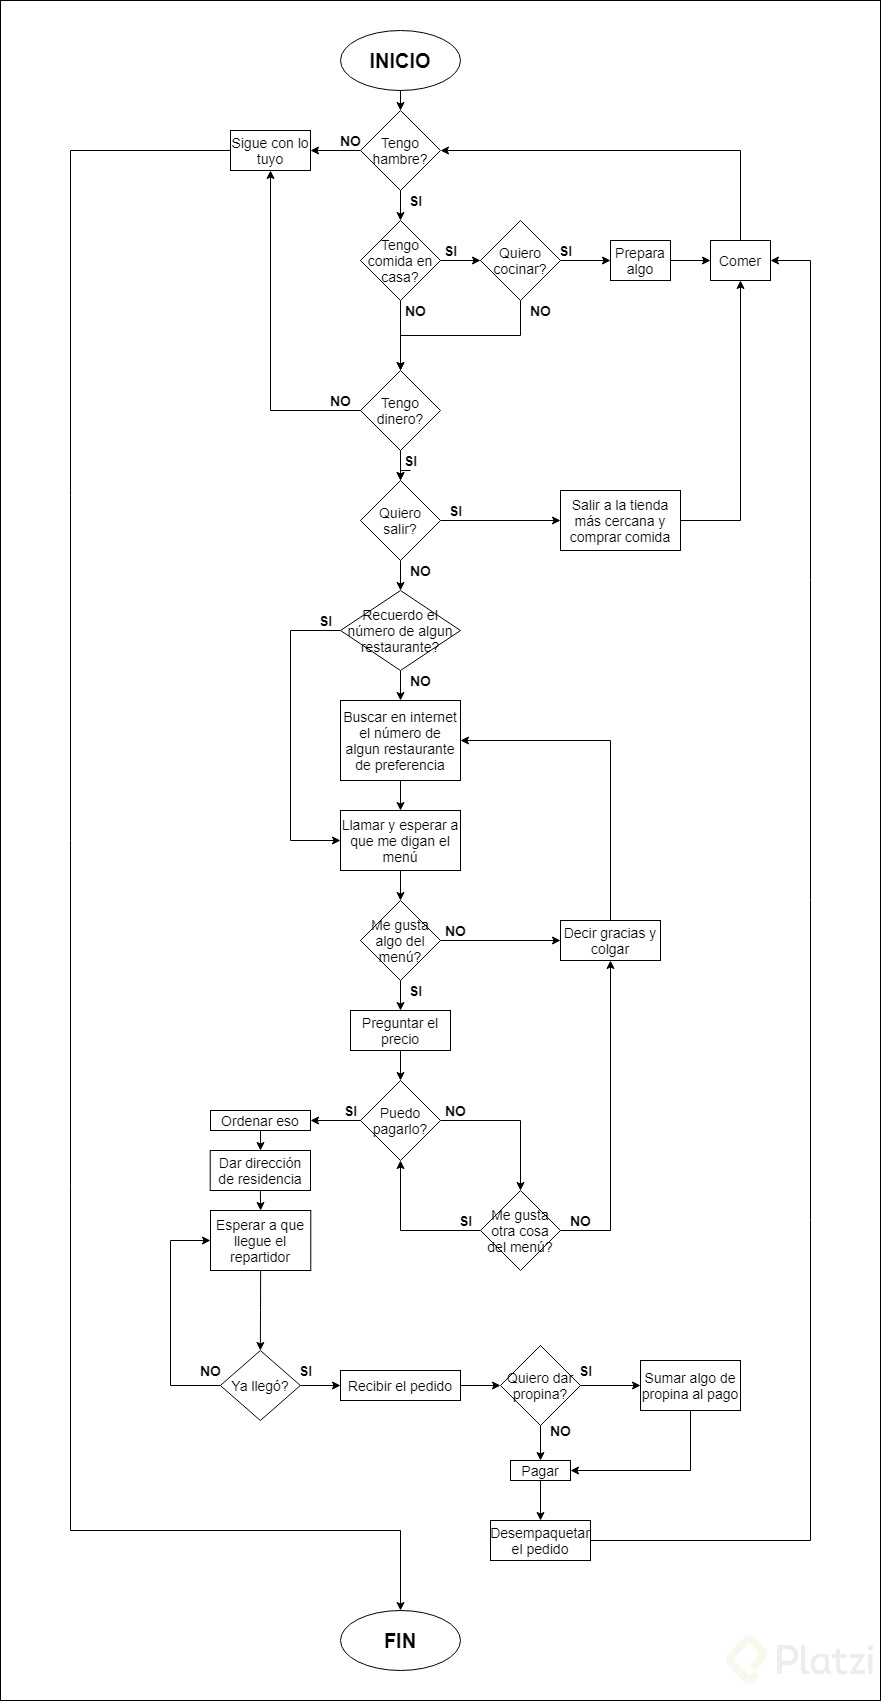 INICIO
NO
Sigue con lo
tuyo
Tengo
hambre?
SI
Tengo
comida en
casa?
SI
Quiero
cocinar?
SI
Prepara
algo
Comer
NO
NO
NO
Tengo
dinero?
SI
Quiero
salir?
SI
Salir a la tienda
más cercana y
comprar comida
NO
SI
Recuerdo el
número de algun
restaurante?
NO
Buscar en internet
el número de
algun restaurante
de preferencia
Llamar y esperar a
que me digan el
menú
Me gusta
algo del
menú?
NO
Decir gracias y
colgar
SI
Preguntar el
precio
SI
Puedo
pagarlo?
NO
Ordenar eso
Dar dirección
de residencia
Esperar a que
llegue el
repartidor
SI
Me gusta
otra cosa
del menú?
NO
NO
Ya llegó?
SI
Recibir el pedido
Quiero dar
propina?
SI
Sumar algo de
propina al pago
NO
Pagar
Desempaquetar
el pedido
FIN
Platzi